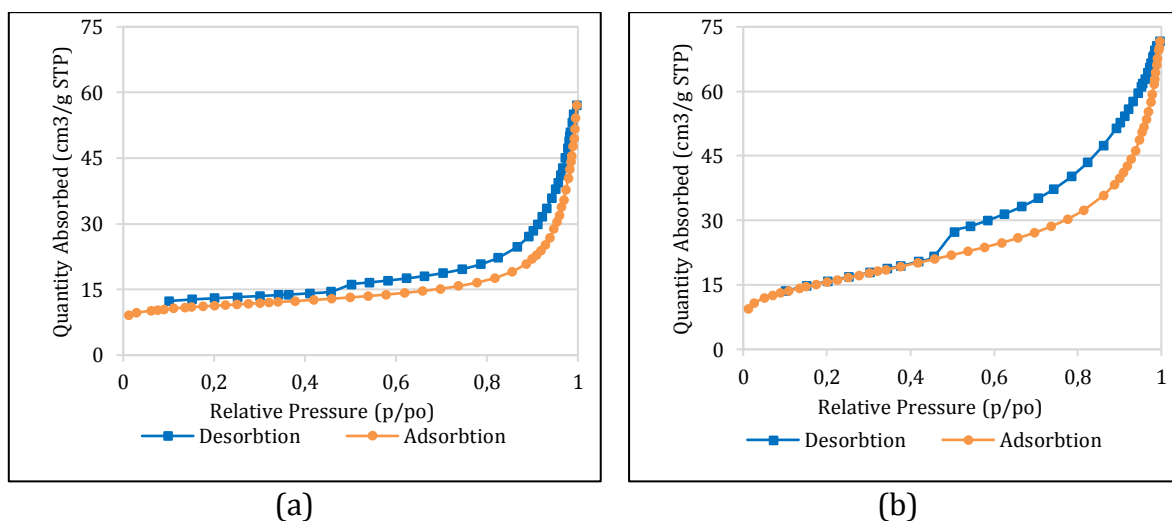 Quantity Absorbed (cm3/g STP)
75
60
45
30
15
0
0 0,2 0,4 0,6 0,8 1
Relative Pressure (p/po)
Desorbtion Adsorbtion
(a)
Quantity Absorbed (cm3/g STP)
75
60
45
30
15
0
0 0,2 0,4 0,6 0,8 1
Relative Pressure (p/po)
Desorbtion Adsorbtion
(b)